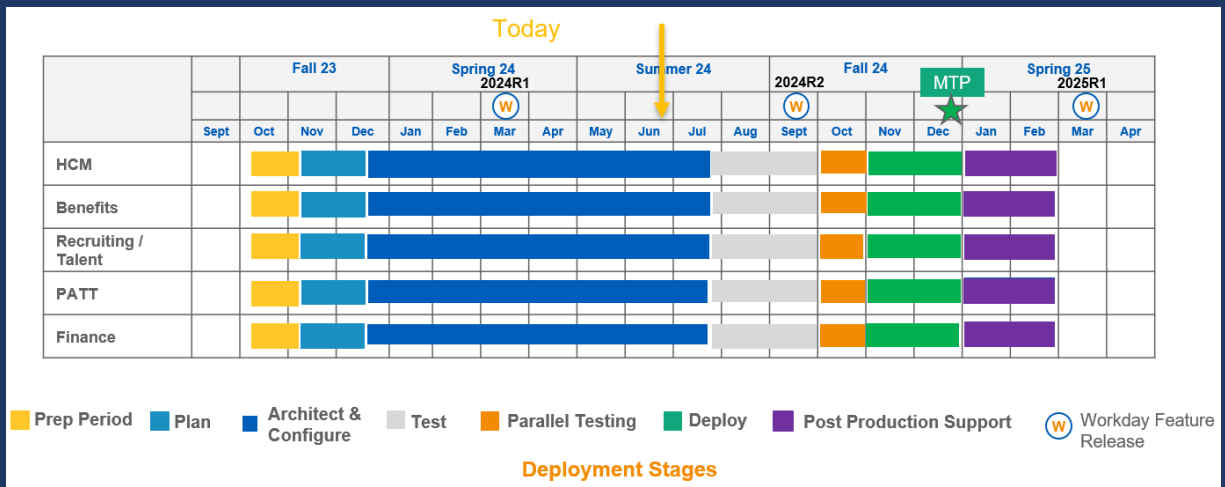 Today
Fall 23
Spring 24
Summer 24
Fall 24
Spring 25
2024R1
2024R2
MTP
2025R1
W
W
W
Sept Oct Nov Dec Jan Feb Mar Apr May Jun Jul Aug Sept Oct Nov Dec Jan Feb Mar Apr
HCM
Benefits
Recruiting /
Talent
PATT
Finance
Prep Period
Plan
Architect &
Configure
Test
Parallel Testing
Deploy
Post Production Support
W
Workday Feature
Release
Deployment Stages